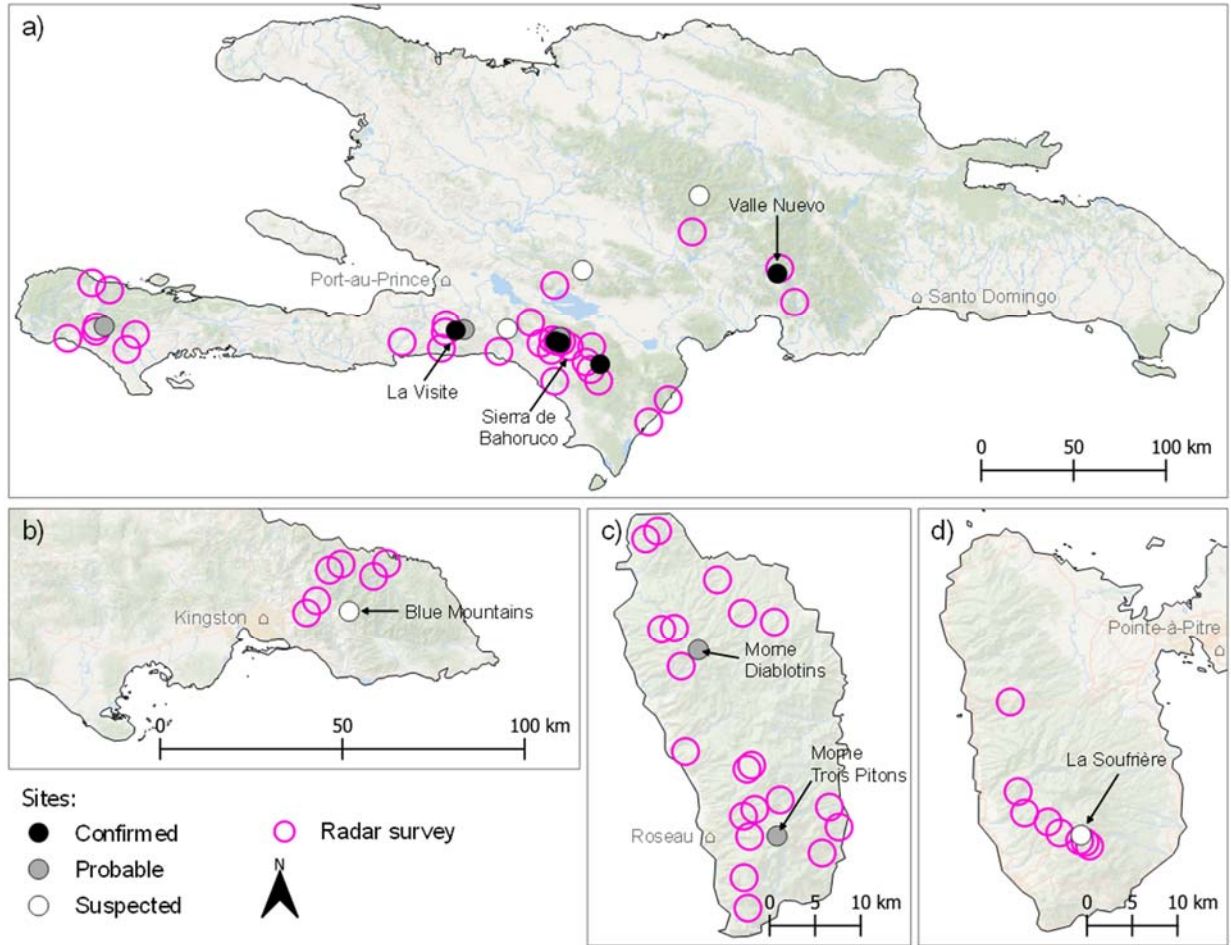 a)
Valle Nuevo
Port-au-Prince
Santo Domingo
La Visite
Sierra de
Bahoruco
0 50 100 km
b)
Kingston
Blue Mountains
0 50 100 km
c)
Morne
Diablotins
Morne
Trois Pitons
Roseau
0 5 10 km
d)
Pointe-à-Pitre
La Soufrière
0 5 10 km
Sites:
Confirmed
Probable
Suspected
Radar survey
N